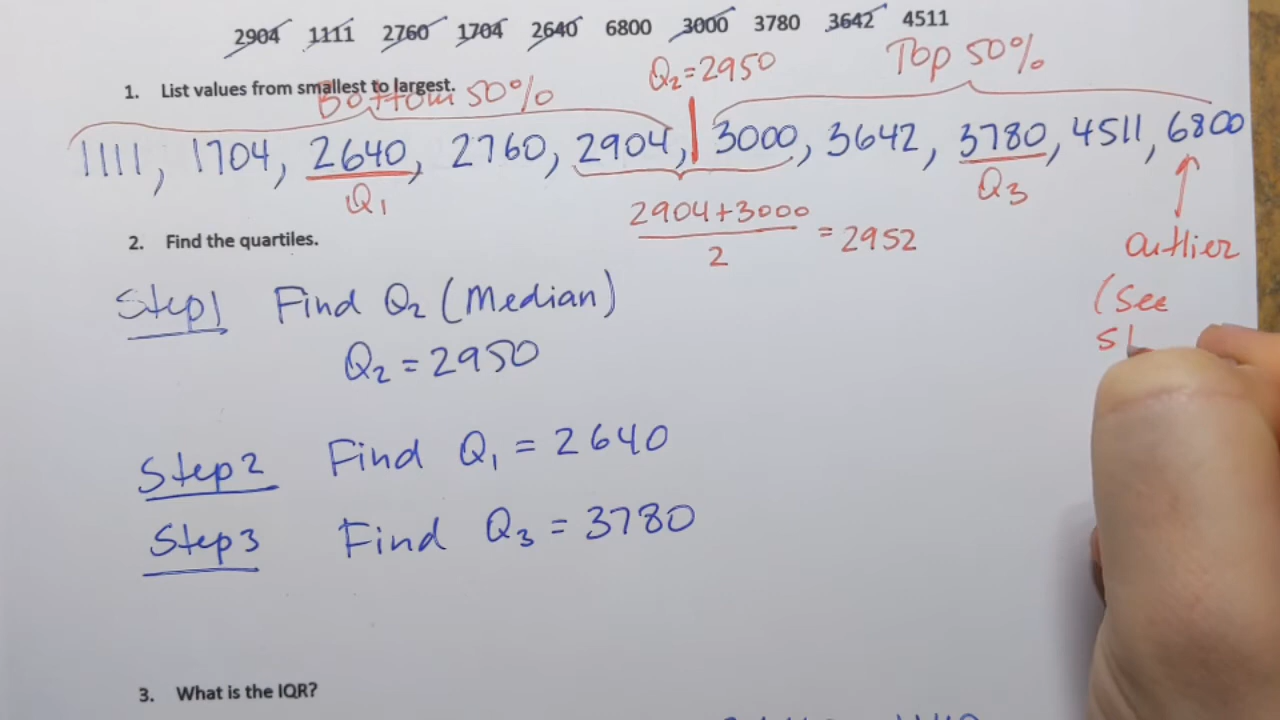 2904 1111 2760 1704 2640 6800 3000 3780 3642 4511
1. List values from smallest to largest.
Bottom 50%
Q2=2950
Top 50%
1111, 1704, 2640, 2760, 2904, 3000, 3642, 3780, 4511, 6800
Q1
Q3
2904+3000
2
= 2952
outlier
(See
2. Find the quartiles.
Step1 Find Q2 (Median)
Q2 = 2950
Step2 Find Q1 = 2640
Step3 Find Q3 = 3780
3. What is the IQR?